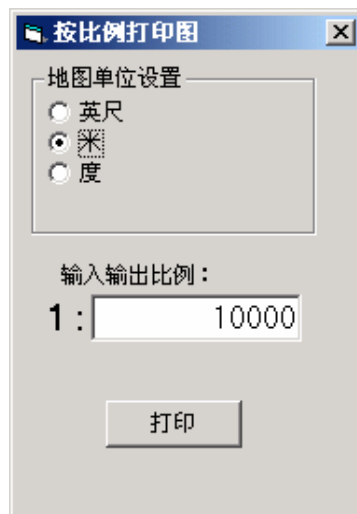 按比例打印图
地图单位设置
英尺
米
度
输入输出比例：
1 : 10000
打印